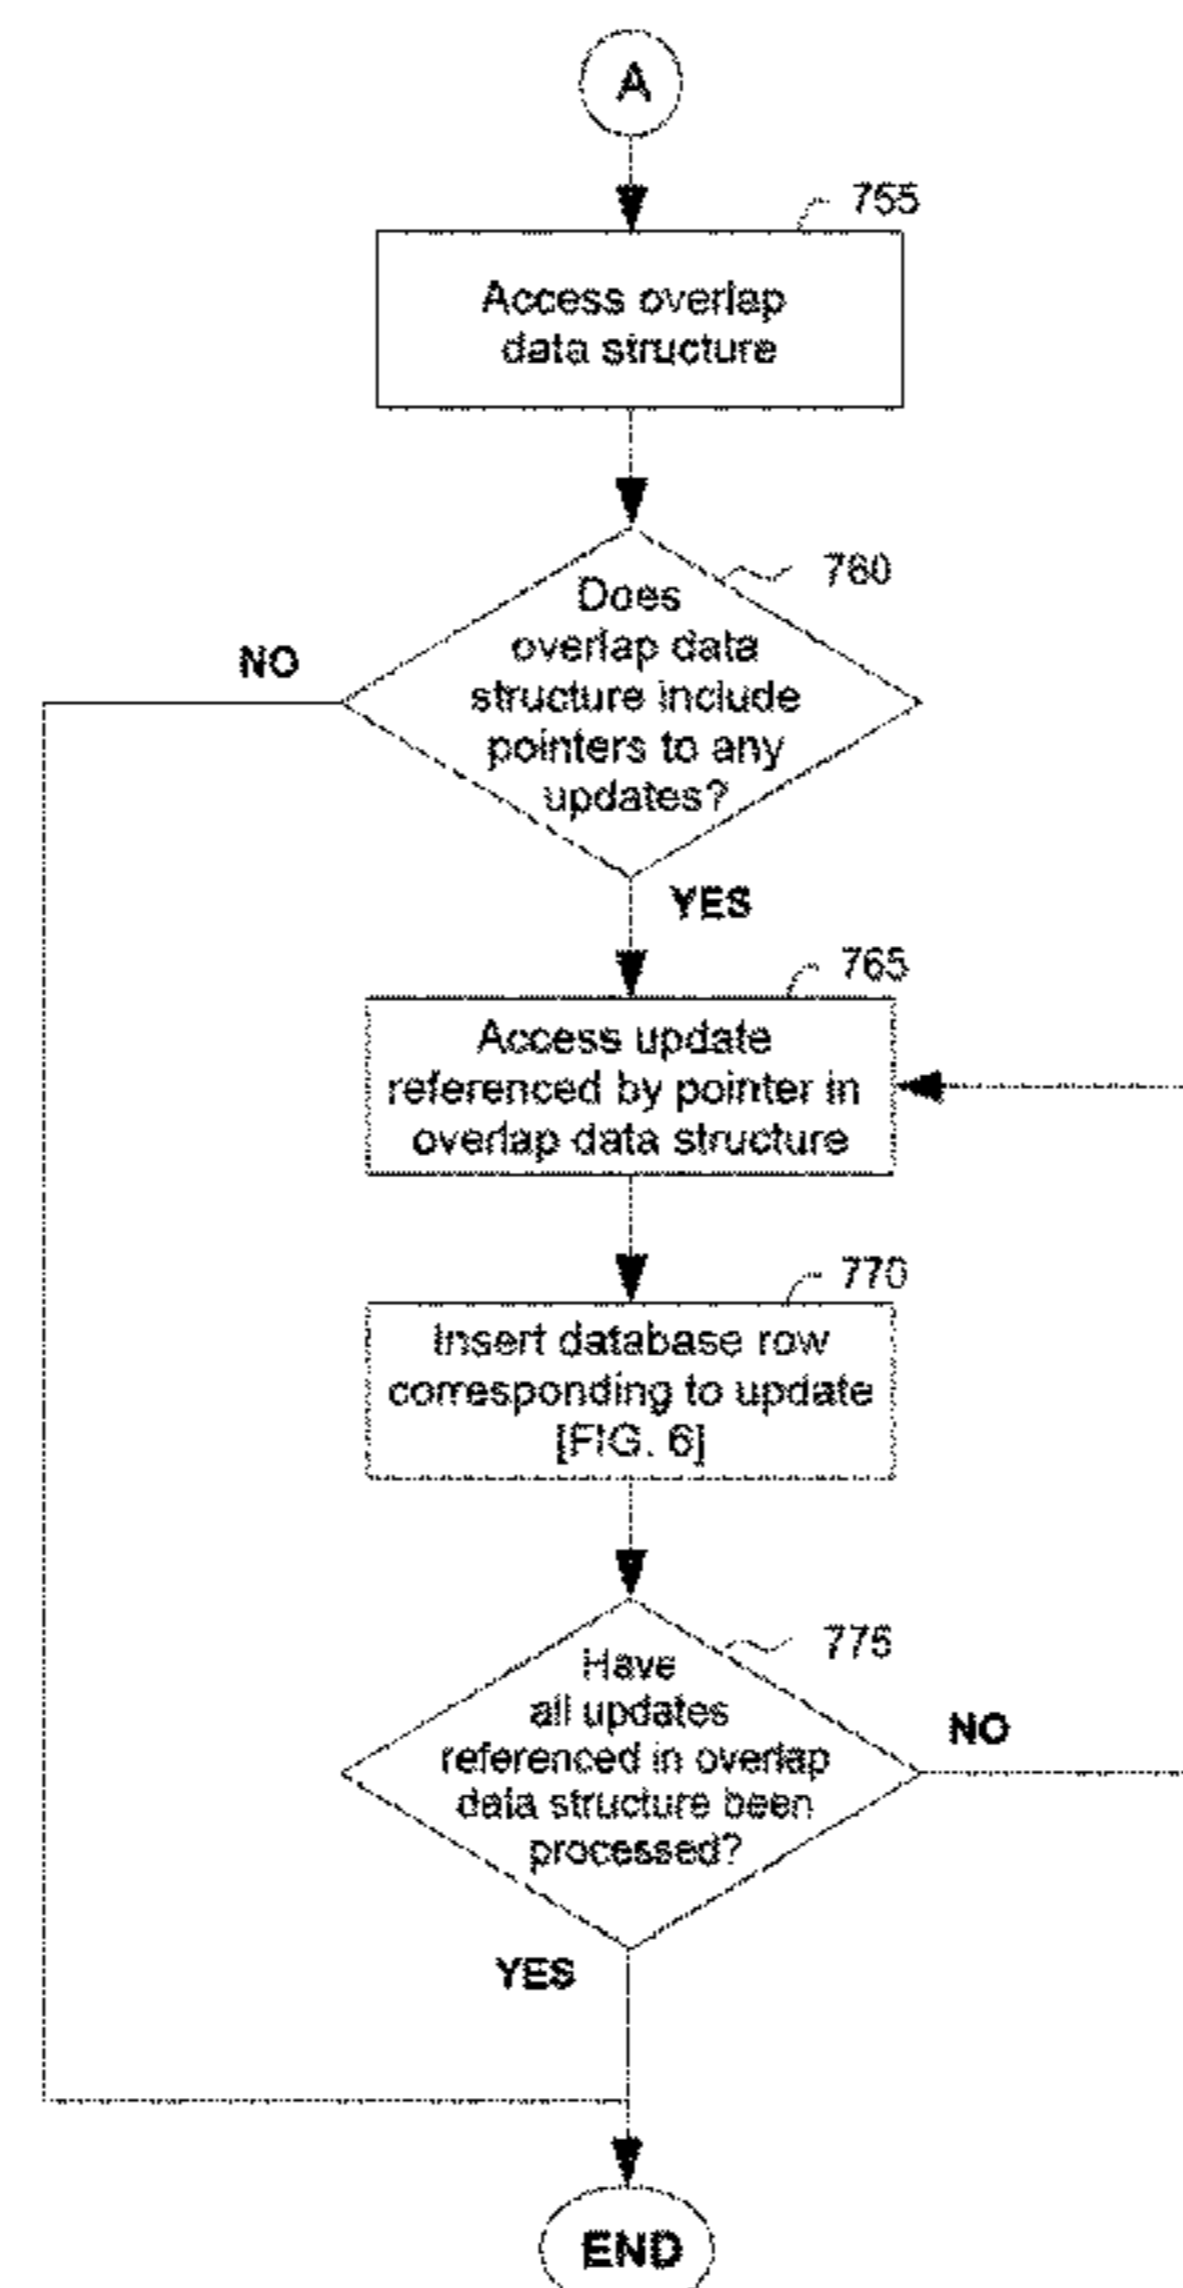 A
755
Access overlap
data structure
760
Does
overlap data
structure include
pointers to any
updates?
NO
YES
765
Access update
referenced by pointer in
overlap data structure
770
Insert database row
corresponding to update
[FIG. 6]
775
Have
all updates
referenced in overlap
data structure been
processed?
NO
YES
END